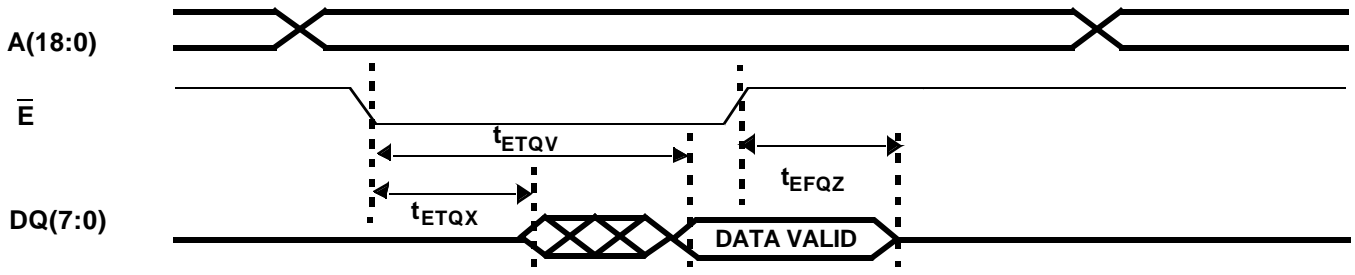 A(18:0)
E̅
tETQV
tEFQZ
tETQX
DQ(7:0)
DATA VALID